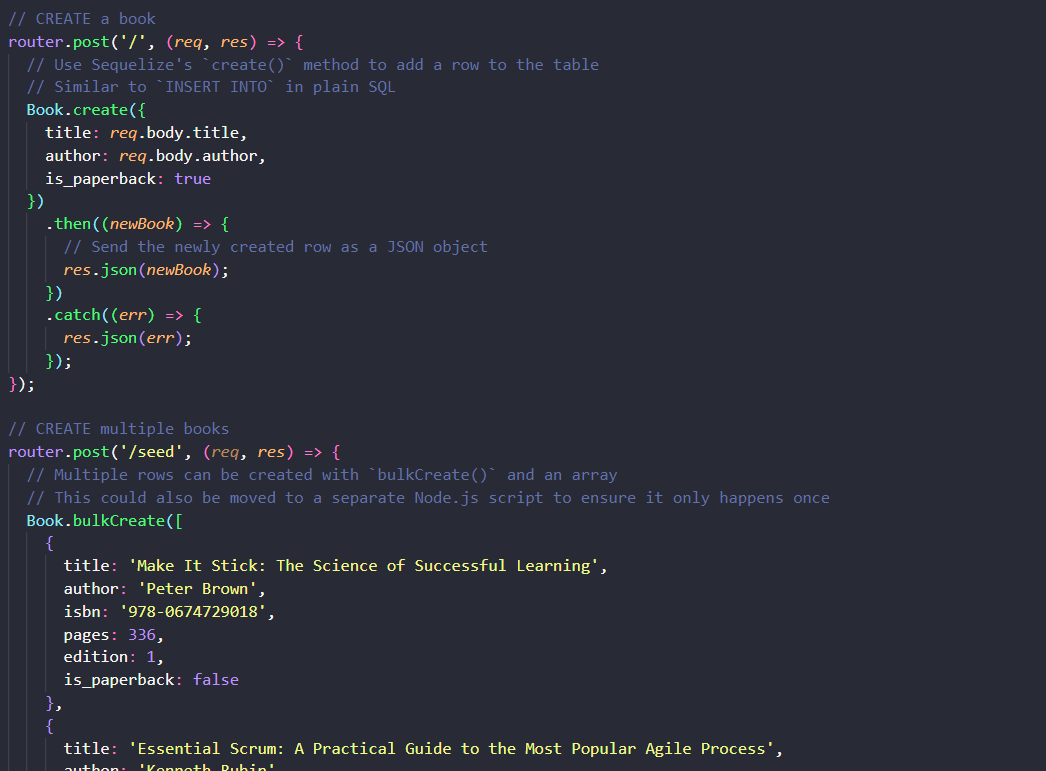 // CREATE a book
router.post('/', (req, res) => {
  // Use Sequelize's `create()` method to add a row to the table
  // Similar to `INSERT INTO` in plain SQL
  Book.create({
    title: req.body.title,
    author: req.body.author,
    is_paperback: true
  })
    .then((newBook) => {
      // Send the newly created row as a JSON object
      res.json(newBook);
    })
    .catch((err) => {
      res.json(err);
    });
});

// CREATE multiple books
router.post('/seed', (req, res) => {
  // Multiple rows can be created with `bulkCreate()` and an array
  // This could also be moved to a separate Node.js script to ensure it only happens once
  Book.bulkCreate([
    {
      title: 'Make It Stick: The Science of Successful Learning',
      author: 'Peter Brown',
      isbn: '978-0674729018',
      pages: 336,
      edition: 1,
      is_paperback: false
    },
    {
      title: 'Essential Scrum: A Practical Guide to the Most Popular Agile Process',
      author: 'Kenneth Rubin'